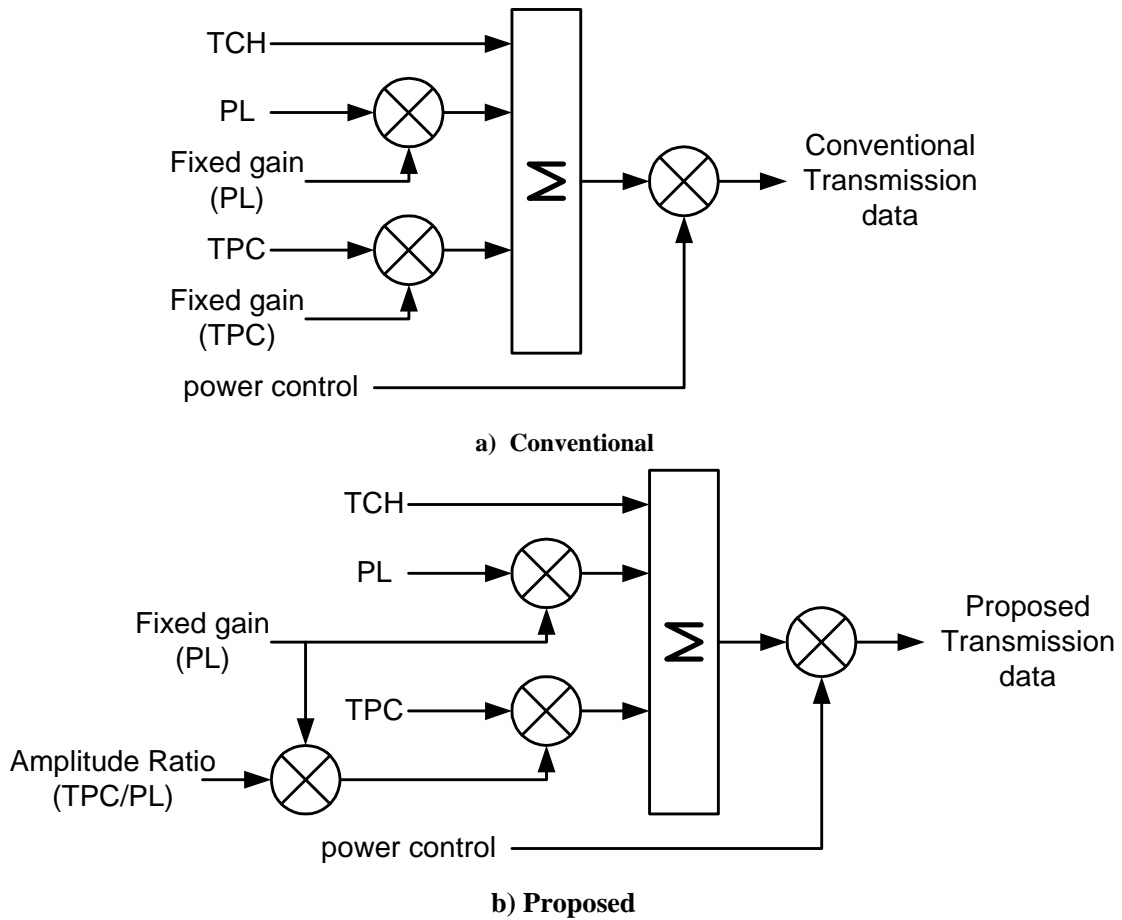 TCH
PL
Fixed gain
(PL)
TPC
Fixed gain
(TPC)
power control
Σ
Conventional
Transmission
data
a) Conventional
TCH
PL
Fixed gain
(PL)
TPC
Amplitude Ratio
(TPC/PL)
power control
Σ
Proposed
Transmission
data
b) Proposed